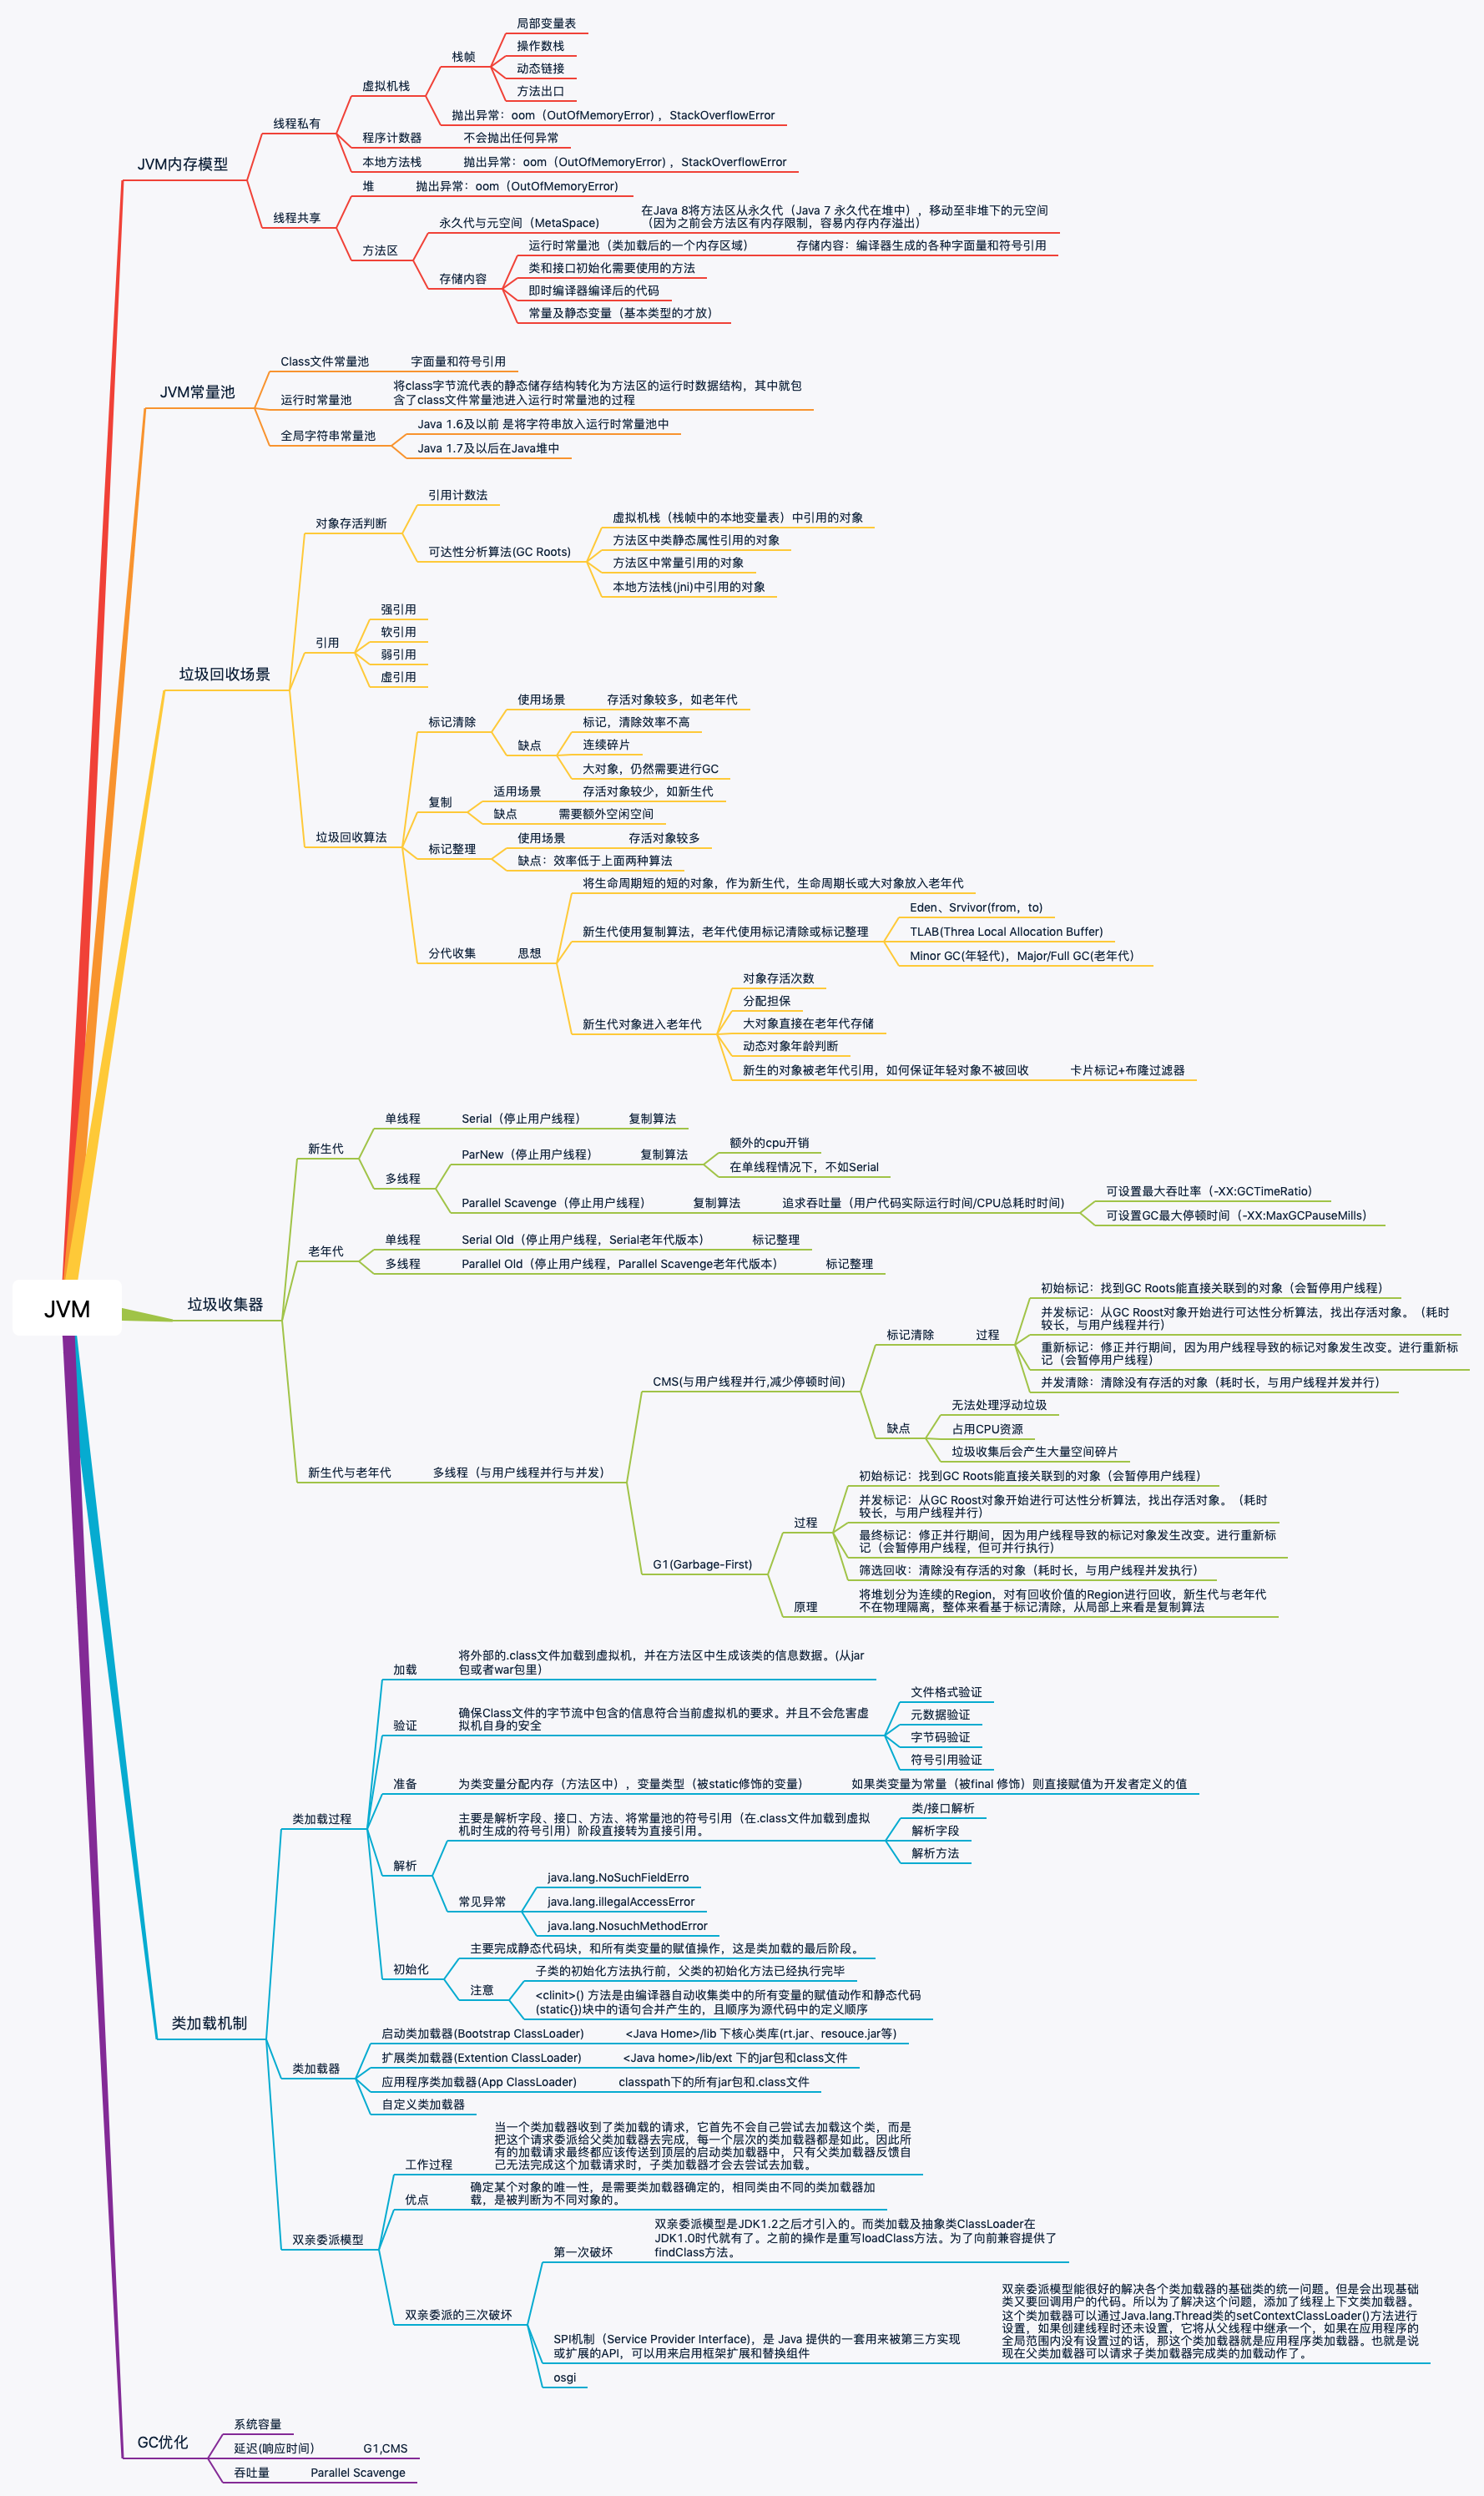 JVM
JVM内存模型
线程私有
虚拟机栈
栈帧
局部变量表
操作数栈
动态链接
方法出口
抛出异常：oom（OutOfMemoryError），StackOverflowError
程序计数器
不会抛出任何异常
本地方法栈
抛出异常：oom（OutOfMemoryError），StackOverflowError
线程共享
堆
抛出异常：oom（OutOfMemoryError）
方法区
永久代与元空间（MetaSpace）
在Java 8将方法区从永久代（Java 7 永久代在堆中），移动至非堆下的元空间
（因为之前会方法区有内存限制，容易内存内存溢出）
存储内容
运行时常量池（类加载后的一个内存区域）
存储内容：编译器生成的各种字面量和符号引用
类和接口初始化需要使用的方法
即时编译器编译后的代码
常量及静态变量（基本类型的才放）
JVM常量池
Class文件常量池
字面量和符号引用
运行时常量池
将class字节流代表的静态储存结构转化为方法区的运行时数据结构，其中就包
含了class文件常量池进入运行时常量池的过程
全局字符串常量池
Java 1.6及以前 是将字符串放入运行时常量池中
Java 1.7及以后在Java堆中
垃圾回收场景
对象存活判断
引用计数法
可达性分析算法(GC Roots)
虚拟机栈（栈帧中的本地变量表）中引用的对象
方法区中类静态属性引用的对象
方法区中常量引用的对象
本地方法栈(jni)中引用的对象
引用
强引用
软引用
弱引用
虚引用
垃圾回收算法
标记清除
使用场景
存活对象较多，如老年代
缺点
标记，清除效率不高
连续碎片
大对象，仍然需要进行GC
复制
适用场景
存活对象较少，如新生代
缺点
需要额外空闲空间
标记整理
使用场景
存活对象较多
缺点：效率低于上面两种算法
分代收集
思想
将生命周期短的短的对象，作为新生代，生命周期长或大对象放入老年代
新生代使用复制算法，老年代使用标记清除或标记整理
Eden、Srvivor(from，to)
TLAB(Threa Local Allocation Buffer)
Minor GC(年轻代)，Major/Full GC(老年代)
新生代对象进入老年代
对象存活次数
分配担保
大对象直接在老年代存储
动态对象年龄判断
新生的对象被老年代引用，如何保证年轻对象不被回收
卡片标记+布隆过滤器
垃圾收集器
新生代
单线程
Serial（停止用户线程）
复制算法
多线程
ParNew（停止用户线程）
复制算法
额外的cpu开销
在单线程情况下，不如Serial
Parallel Scavenge（停止用户线程）
复制算法
追求吞吐量（用户代码实际运行时间/CPU总耗时时间)
可设置最大吞吐率（-XX:GCTimeRatio）
可设置GC最大停顿时间（-XX:MaxGCPauseMills）
老年代
单线程
Serial Old（停止用户线程，Serial老年代版本）
标记整理
多线程
Parallel Old（停止用户线程，Parallel Scavenge老年代版本）
标记整理
新生代与老年代
多线程（与用户线程并行与并发）
CMS(与用户线程并行,减少停顿时间)
标记清除
过程
初始标记：找到GC Roots能直接关联到的对象（会暂停用户线程）
并发标记：从GC Roost对象开始进行可达性分析算法，找出存活对象。（耗时
较长，与用户线程并行）
重新标记：修正并行期间，因为用户线程导致的标记对象发生改变。进行重新标
记（会暂停用户线程）
并发清除：清除没有存活的对象（耗时长，与用户线程并发并行）
缺点
无法处理浮动垃圾
占用CPU资源
垃圾收集后会产生大量空间碎片
G1(Garbage-First)
过程
初始标记：找到GC Roots能直接关联到的对象（会暂停用户线程）
并发标记：从GC Roost对象开始进行可达性分析算法，找出存活对象。（耗时
较长，与用户线程并行）
最终标记：修正并行期间，因为用户线程导致的标记对象发生改变。进行重新标
记（会暂停用户线程，但可并行执行）
筛选回收：清除没有存活的对象（耗时长，与用户线程并发执行）
原理
将堆划分为连续的Region，对有回收价值的Region进行回收，新生代与老年代
不在物理隔离，整体来看基于标记清除，从局部上来看是复制算法
类加载机制
类加载过程
加载
将外部的.class文件加载到虚拟机，并在方法区中生成该类的信息数据。(从jar
包或者war包里)
验证
确保Class文件的字节流中包含的信息符合当前虚拟机的要求。并且不会危害虚
拟机自身的安全
文件格式验证
元数据验证
字节码验证
符号引用验证
准备
为类变量分配内存（方法区中），变量类型（被static修饰的变量）
如果类变量为常量（被final 修饰）则直接赋值为开发者定义的值
解析
主要是解析字段、接口、方法、将常量池的符号引用（在.class文件加载到虚拟
机时生成的符号引用）阶段直接转为直接引用。
类/接口解析
解析字段
解析方法
常见异常
java.lang.NoSuchFieldErro
java.lang.illegalAccessError
java.lang.NosuchMethodError
初始化
主要完成静态代码块，和所有类变量的赋值操作，这是类加载的最后阶段。
注意
子类的初始化方法执行前，父类的初始化方法已经执行完毕
<clinit>() 方法是由编译器自动收集类中的所有变量的赋值动作和静态代码
(static{})块中的语句合并产生的，且顺序为源代码中的定义顺序
类加载器
启动类加载器(Bootstrap ClassLoader)
<Java Home>/lib 下核心类库(rt.jar、resouce.jar等)
扩展类加载器(Extention ClassLoader)
<Java home>/lib/ext 下的jar包和class文件
应用程序类加载器(App ClassLoader)
classpath下的所有jar包和.class文件
自定义类加载器
双亲委派模型
工作过程
当一个类加载器收到了类加载的请求，它首先不会自己尝试去加载这个类，而是
把这个请求委派给父类加载器去完成，每一个层次的类加载器都是如此。因此所
有的加载请求最终都应该传送到顶层的启动类加载器中，只有父类加载器反馈自
己无法完成这个加载请求时，子类加载器才会去尝试去加载。
优点
确定某个对象的唯一性，是需要类加载器确定的，相同类由不同的类加载器加
载，是被判断为不同对象的。
双亲委派的三次破坏
第一次破坏
双亲委派模型是JDK1.2之后才引入的。而类加载及抽象类ClassLoader在
JDK1.0时代就有了。之前的操作是重写loadClass方法。为了向前兼容提供了
findClass方法。
SPI机制（Service Provider Interface)，是 Java 提供的一套用来被第三方实现
或扩展的API，可以用来启用框架扩展和替换组件
双亲委派模型能很好的解决各个类加载器的基础类的统一问题。但是会出现基础
类又要回调用户的代码。所以为了解决这个问题，添加了线程上下文类加载器。
这个类加载器可以通过Java.lang.Thread类的setContextClassLoader()方法进行
设置，如果创建线程时还未设置，它将从父线程中继承一个，如果在应用程序的
全局范围内没有设置过的话，那这个类加载器就是应用程序类加载器。也就是说
现在父类加载器可以请求子类加载器完成类的加载动作了。
osgi
GC优化
系统容量
延迟(响应时间)
G1,CMS
吞吐量
Parallel Scavenge